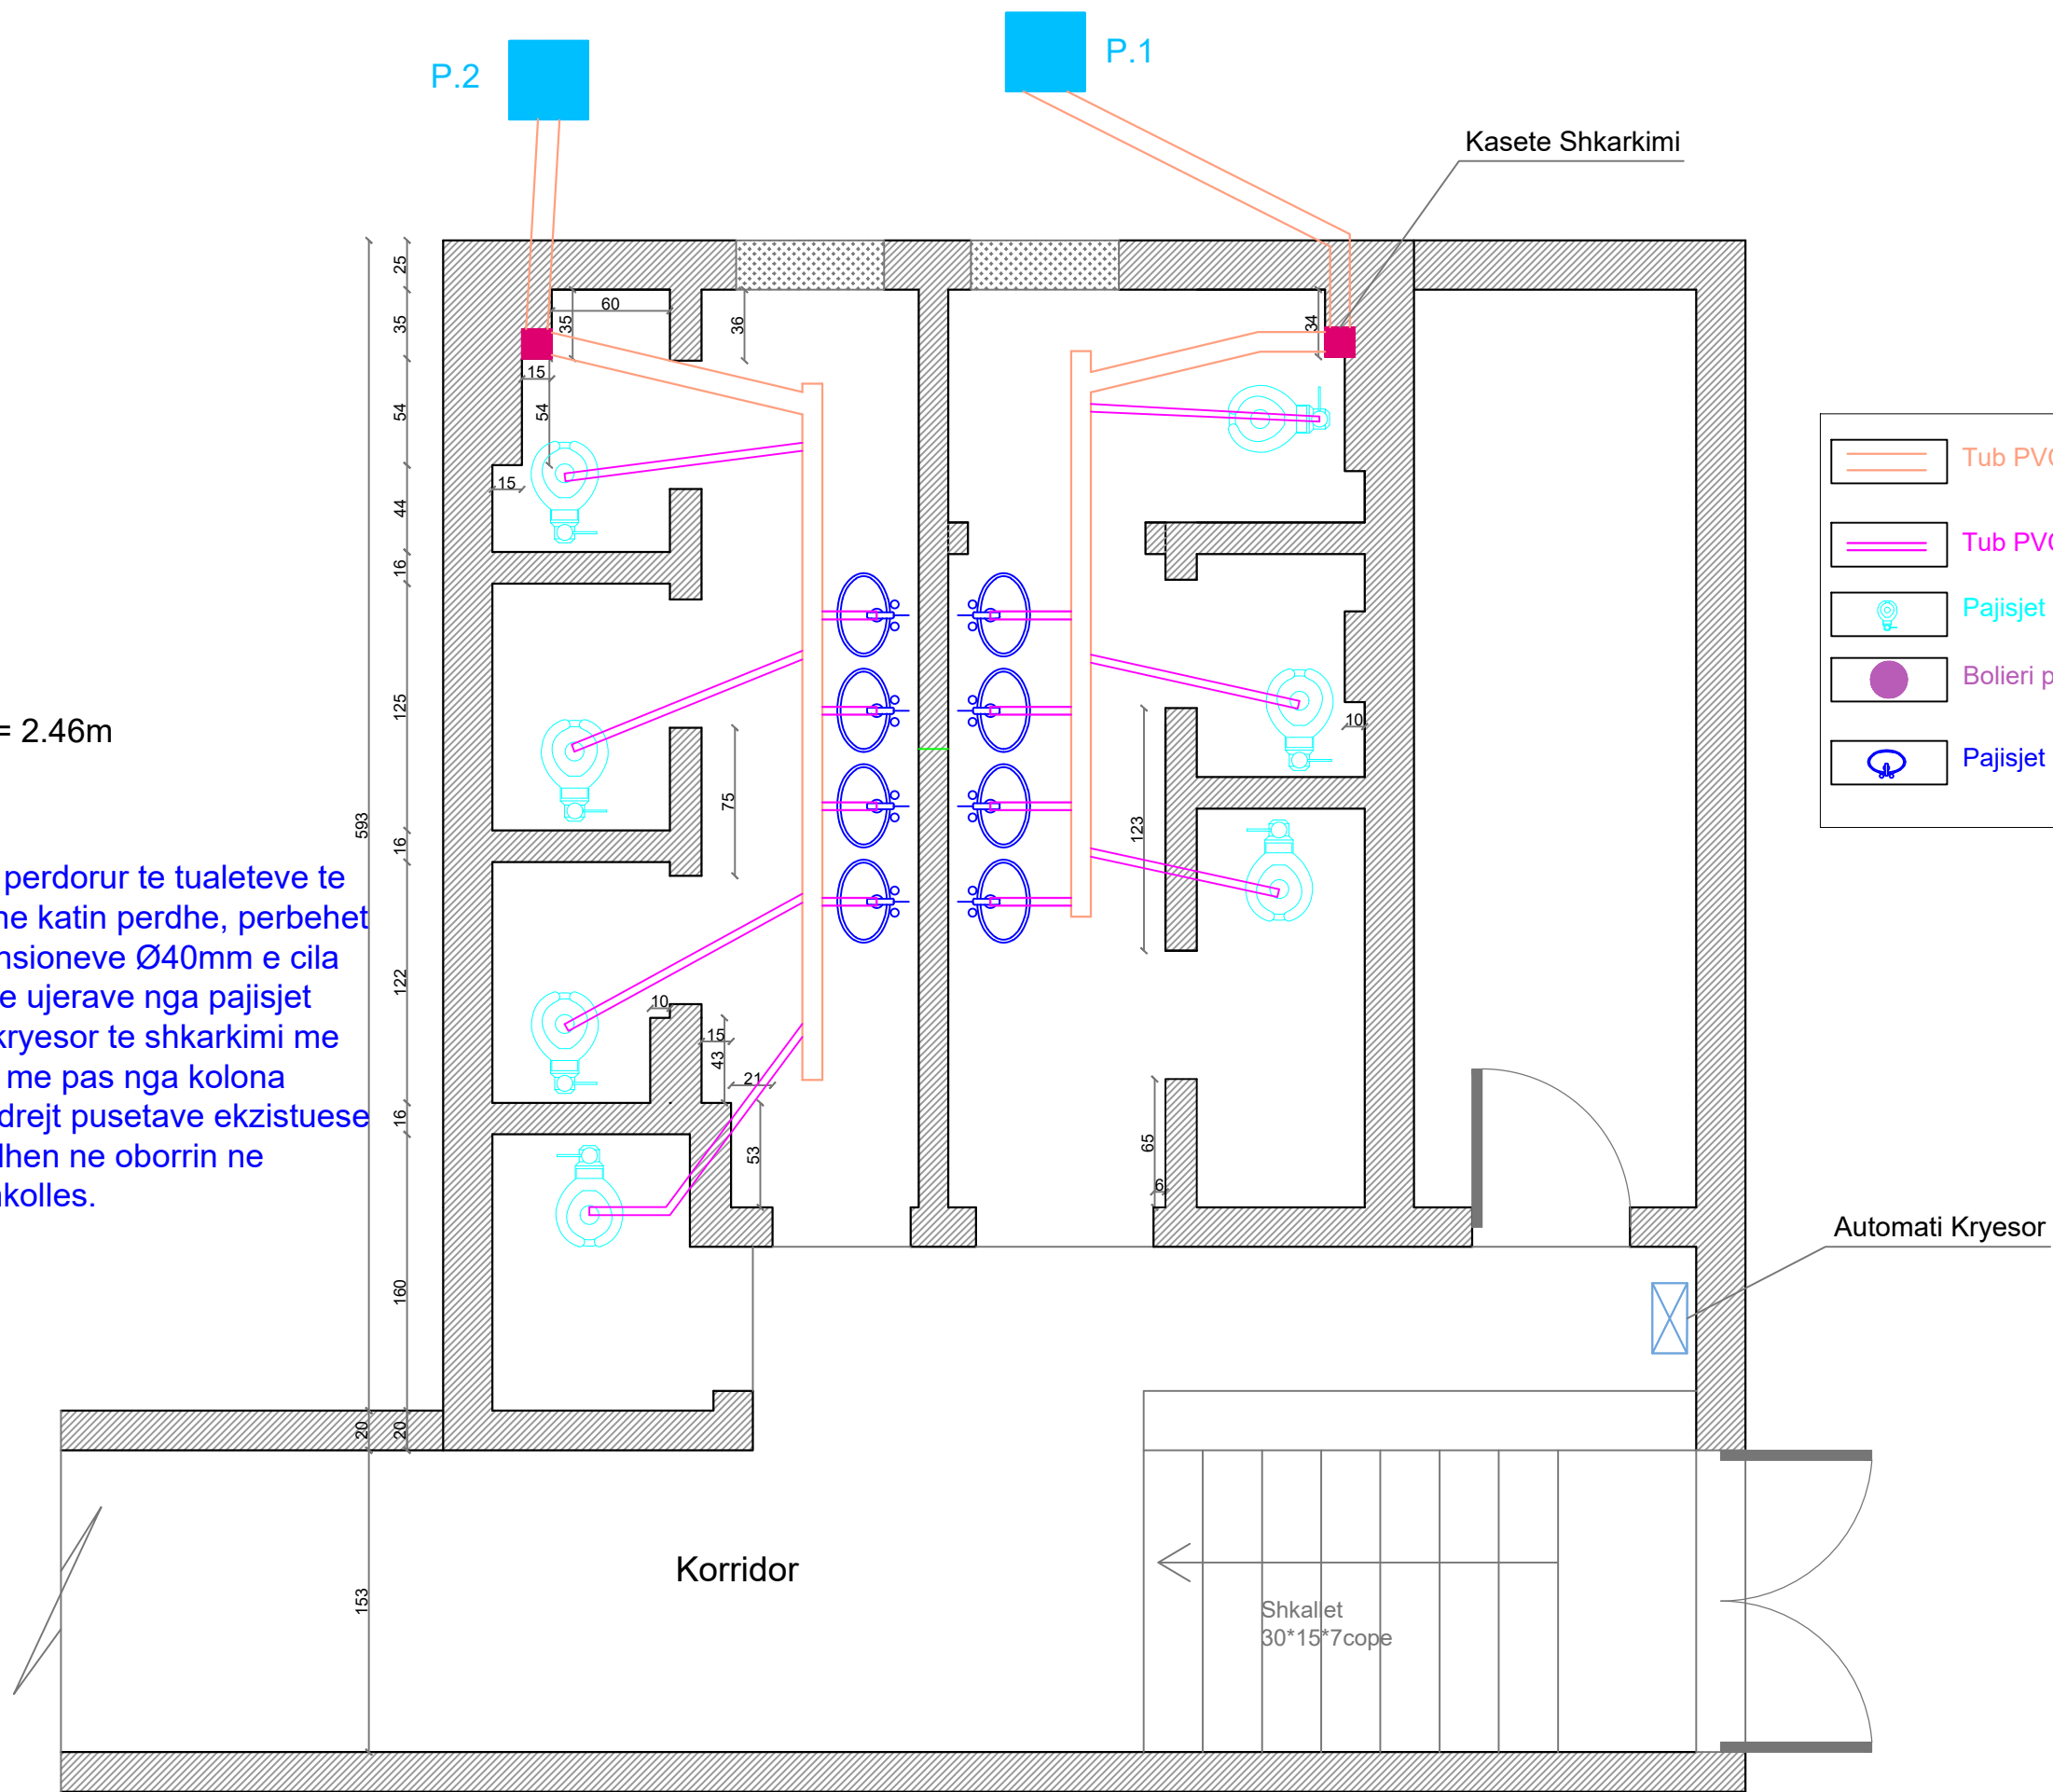 P.2
P.1
Kasete Shkarkimi
25
35
54
44
16
125
16
122
16
160
20
593
20
153
60
35
36
34
15
54
15
75
10
123
10
15
43
21
53
65
6
Tub PVC
Tub PVC
Pajisjet
Bolieri p
Pajisjet
= 2.46m
perdorur te tualeteve te
ne katin perdhe, perbehet
nsioneve Ø40mm e cila
e ujerave nga pajisjet
kryesor te shkarkimi me
me pas nga kolona
drejt pusetave ekzistuese
dhen ne oborrin ne
hkolles.
Automati Kryesor
Korridor
Shkallet
30*15*7cope